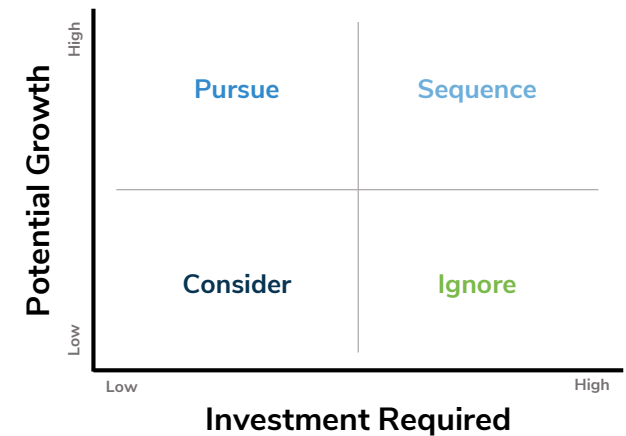 High
Pursue
Sequence
Potential Growth
Consider
Ignore
Low
Low
High
Investment Required